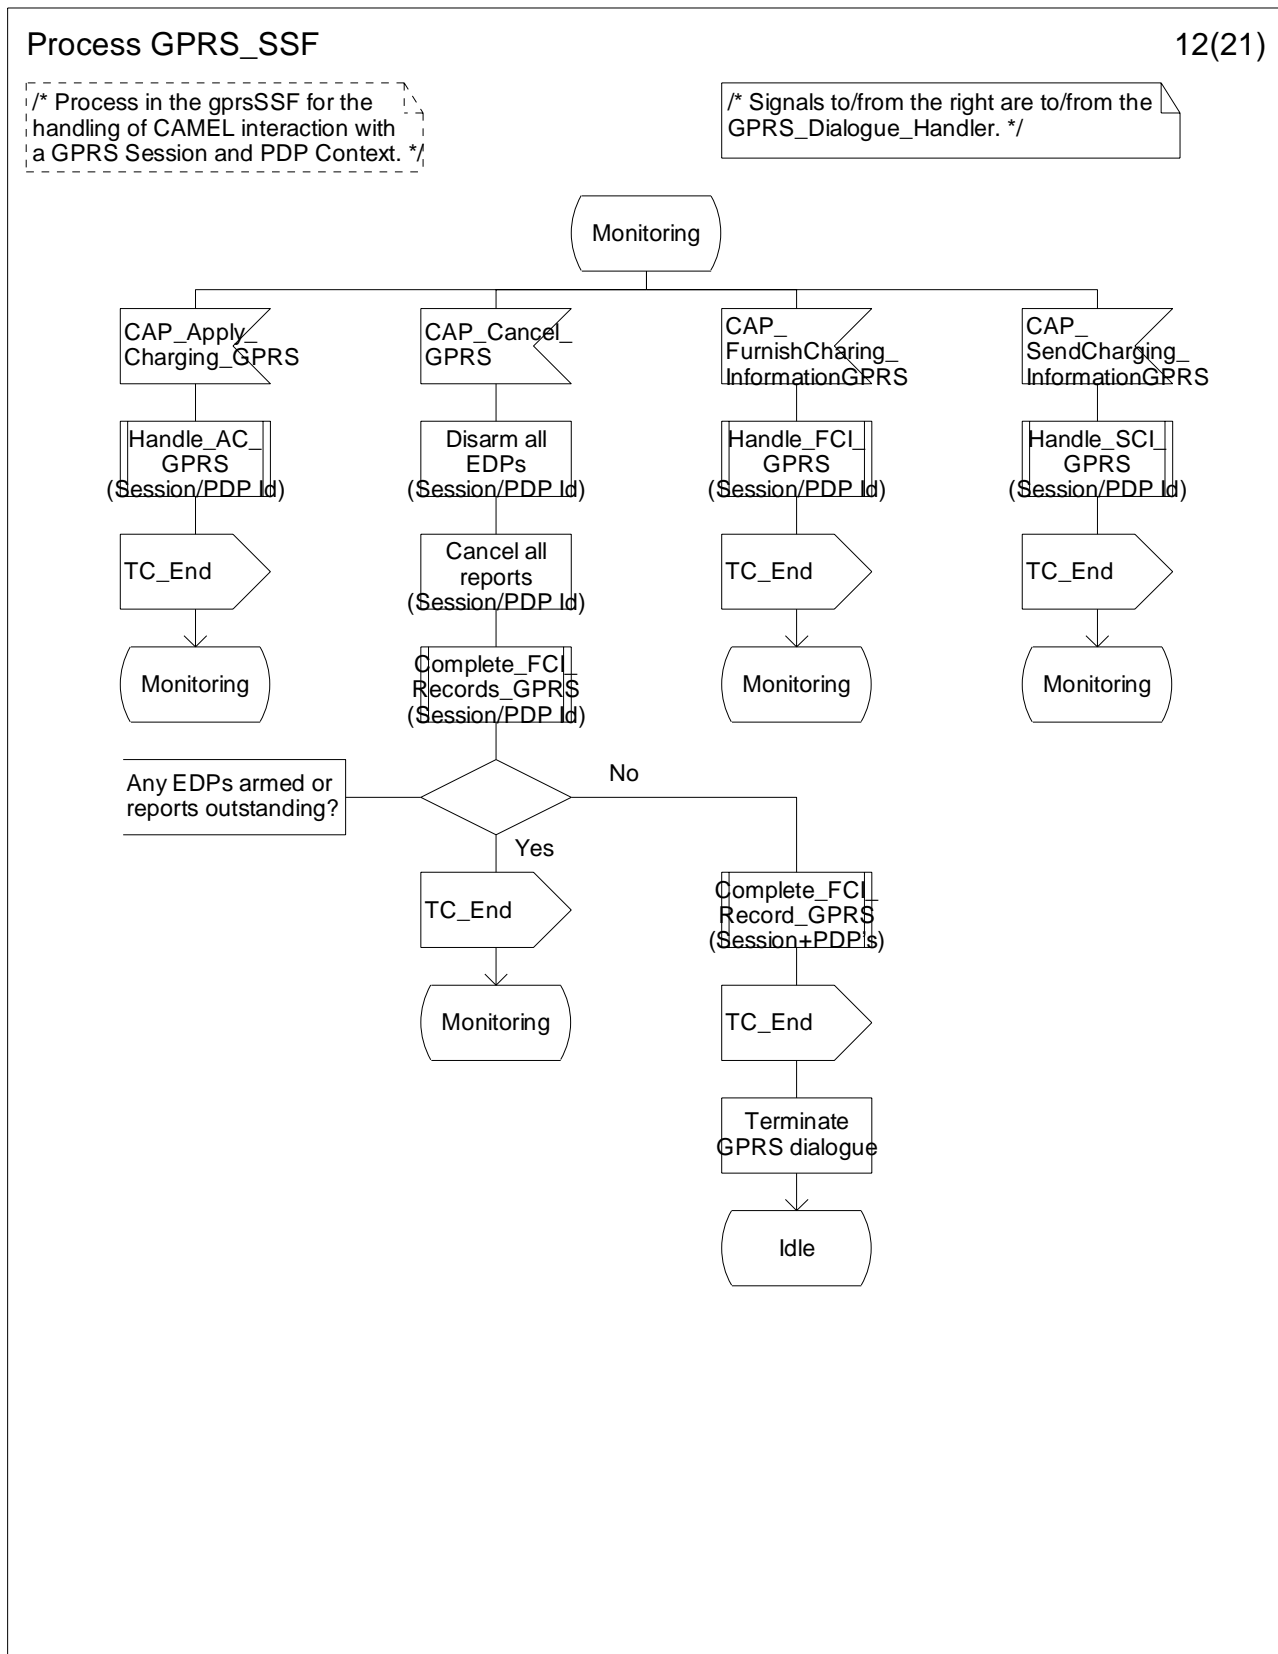 Process GPRS_SSF
12(21)
/* Process in the gprsSSF for the
handling of CAMEL interaction with
a GPRS Session and PDP Context. */
/* Signals to/from the right are to/from the
GPRS_Dialogue_Handler. */
Monitoring
CAP_Apply_
Charging_GPRS
CAP_Cancel_
GPRS
CAP_
FurnishCharing_
InformationGPRS
CAP_
SendCharging_
InformationGPRS
Handle_AC_
GPRS
(Session/PDP Id)
Disarm all
EDPs
(Session/PDP Id)
Handle_FCI_
GPRS
(Session/PDP Id)
Handle_SCI_
GPRS
(Session/PDP Id)
TC_End
Cancel all
reports
(Session/PDP Id)
TC_End
TC_End
Monitoring
Complete_FCI_
Records_GPRS
(Session/PDP Id)
Monitoring
Monitoring
Any EDPs armed or
reports outstanding?
No
Yes
TC_End
Complete_FCI_
Record_GPRS
(Session+PDP's)
Monitoring
TC_End
Terminate
GPRS dialogue
Idle